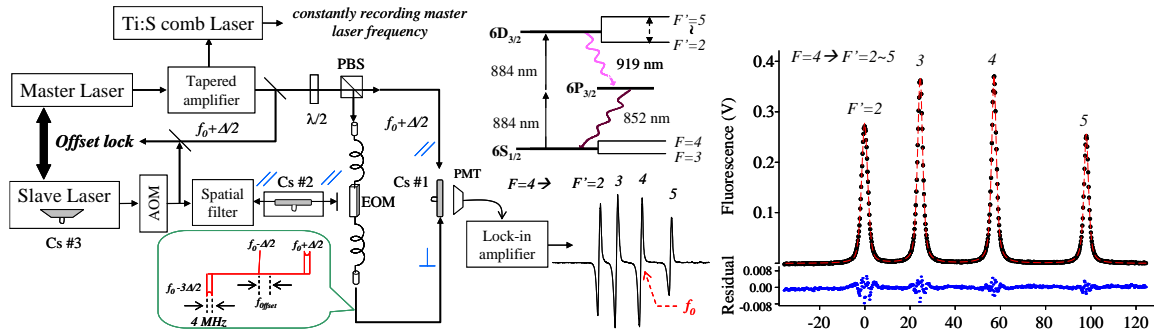 Ti:S comb Laser
constantly recording master
laser frequency
Master Laser
Tapered
amplifier
λ/2
PBS
f₀+Δ/2
Offset lock
f₀+Δ/2
Slave Laser
Cs #3
AOM
Spatial
filter
Cs #2
EOM
Cs #1
PMT
Lock-in
amplifier
f₀-Δ/2
f₀+Δ/2
f₀-3Δ/2
f_offset
4 MHz
6D3/2
F'=5
~
F'=2
884 nm
919 nm
6P3/2
884 nm
852 nm
6S1/2
F=4
F=3
F=4→ F'=2 3 4 5
f₀
F=4→ F'=2~5
F'=2
3
4
5
Fluorescence (V)
0.4
0.3
0.2
0.1
Residual
0.008
0.00
-0.008
-20 0 20 40 60 80 100 120